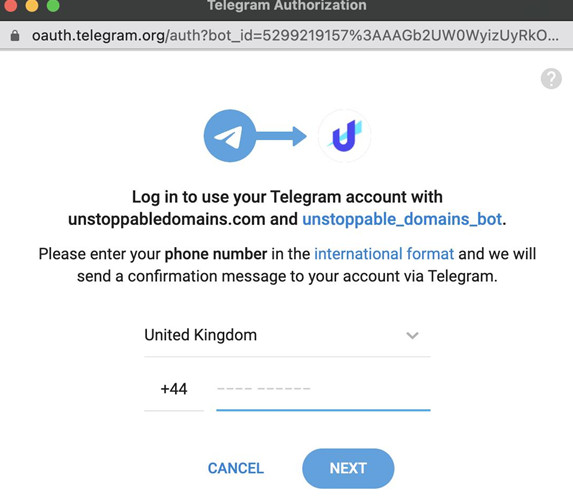 Telegram Authorization
oauth.telegram.org/auth?bot_id=5299219157%3AAAGb2UW0WyizUyRkO...
?
Log in to use your Telegram account with
unstoppabledomains.com and unstoppable_domains_bot.
Please enter your phone number in the international format and we will
send a confirmation message to your account via Telegram.
United Kingdom
+44 ---- ------
CANCEL NEXT